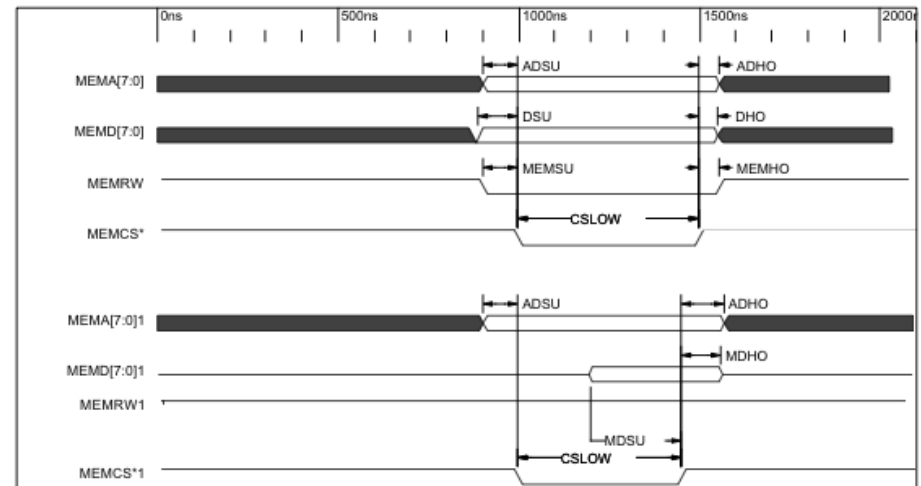 0ns 500ns 1000ns 1500ns 2000
ADSU ADHO
MEMA[7:0]
DSU DHO
MEMD[7:0]
MEMSU MEMHO
MEMRW
CSLOW
MEMCS*
ADSU ADHO
MEMA[7:0]1
MDHO
MEMD[7:0]1
MEMRW1
MDSU
CSLOW
MEMCS*1